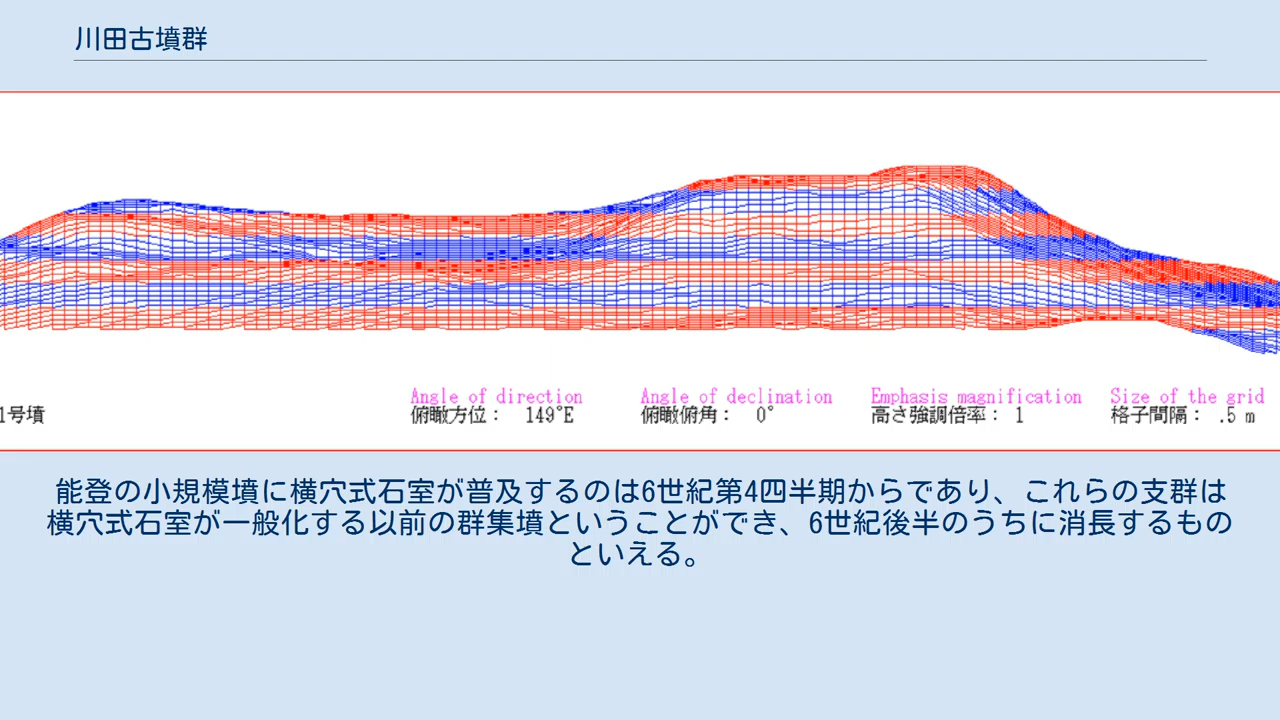 川田古墳群
Angle of direction Angle of declination Emphasis magnification Size of the grid
1号墳 俯瞰方位： 149°E 俯瞰俯角： 0° 高さ強調倍率： 1 格子間隔： .5 m
能登の小規模墳に横穴式石室が普及するのは6世紀第4四半期からであり、これらの支群は
横穴式石室が一般化する以前の群集墳ということができ、6世紀後半のうちに消長するもの
といえる。